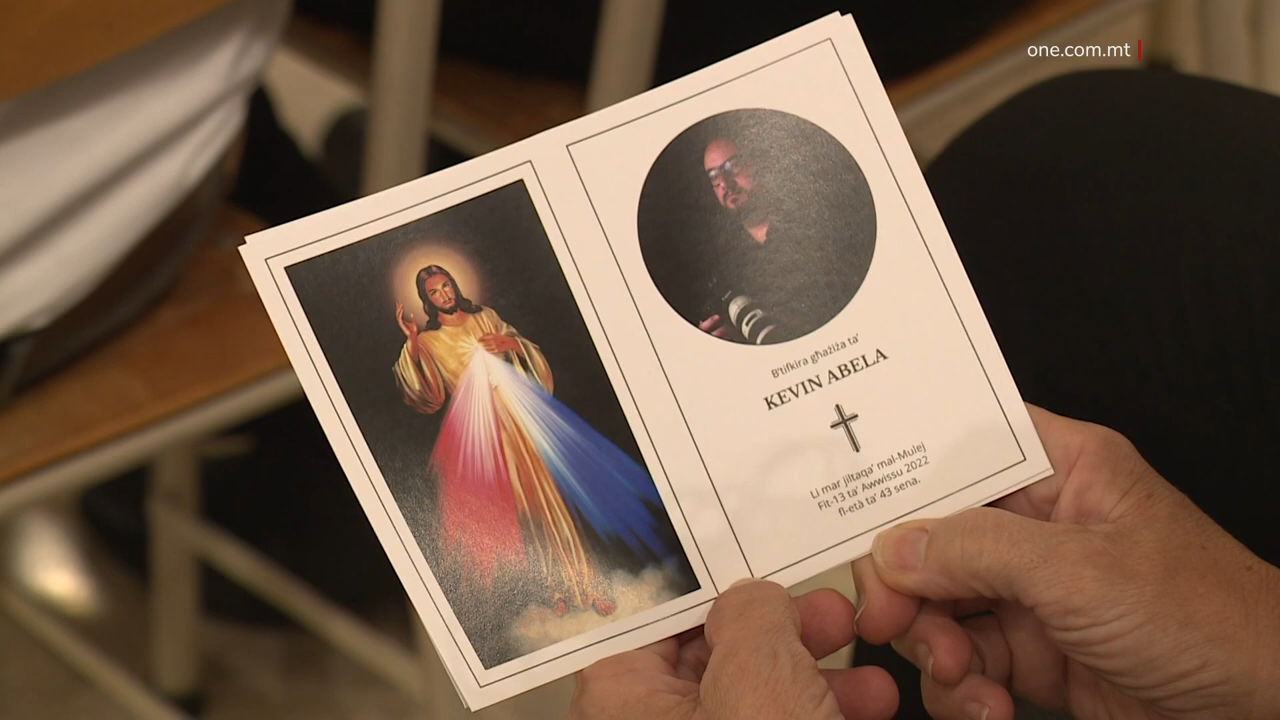 one.com.mt
B'tifkira għażiża ta'
KEVIN ABELA
Li mar jiltaqa' mal-Mulej
Fit-13 ta' Awwissu 2022
fl-età ta' 43 sena.